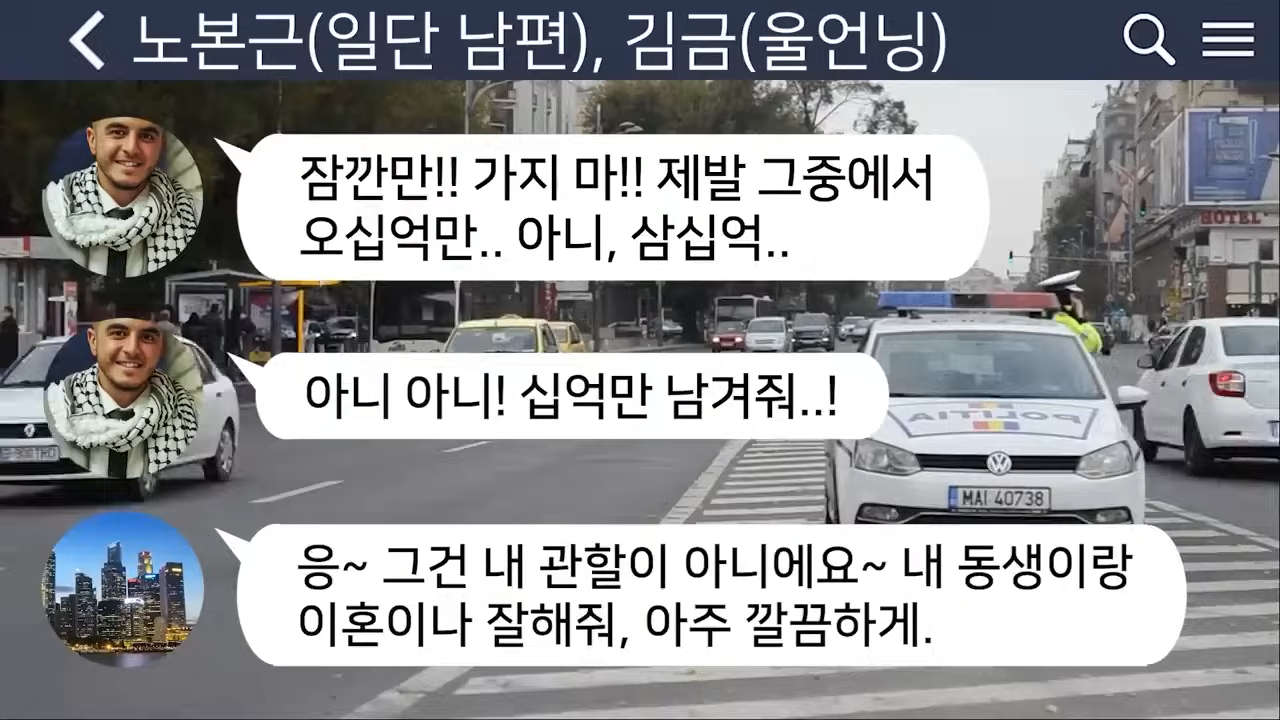 노본근(일단 남편), 김금(울언닝)
잠깐만!! 가지 마!! 제발 그중에서
오십억만.. 아니, 삼십억..
아니 아니! 십억만 남겨줘..!
응~ 그건 내 관할이 아니에요~ 내 동생이랑
이혼이나 잘해줘, 아주 깔끔하게.
HOTEL
POLITIA
MAI 40738